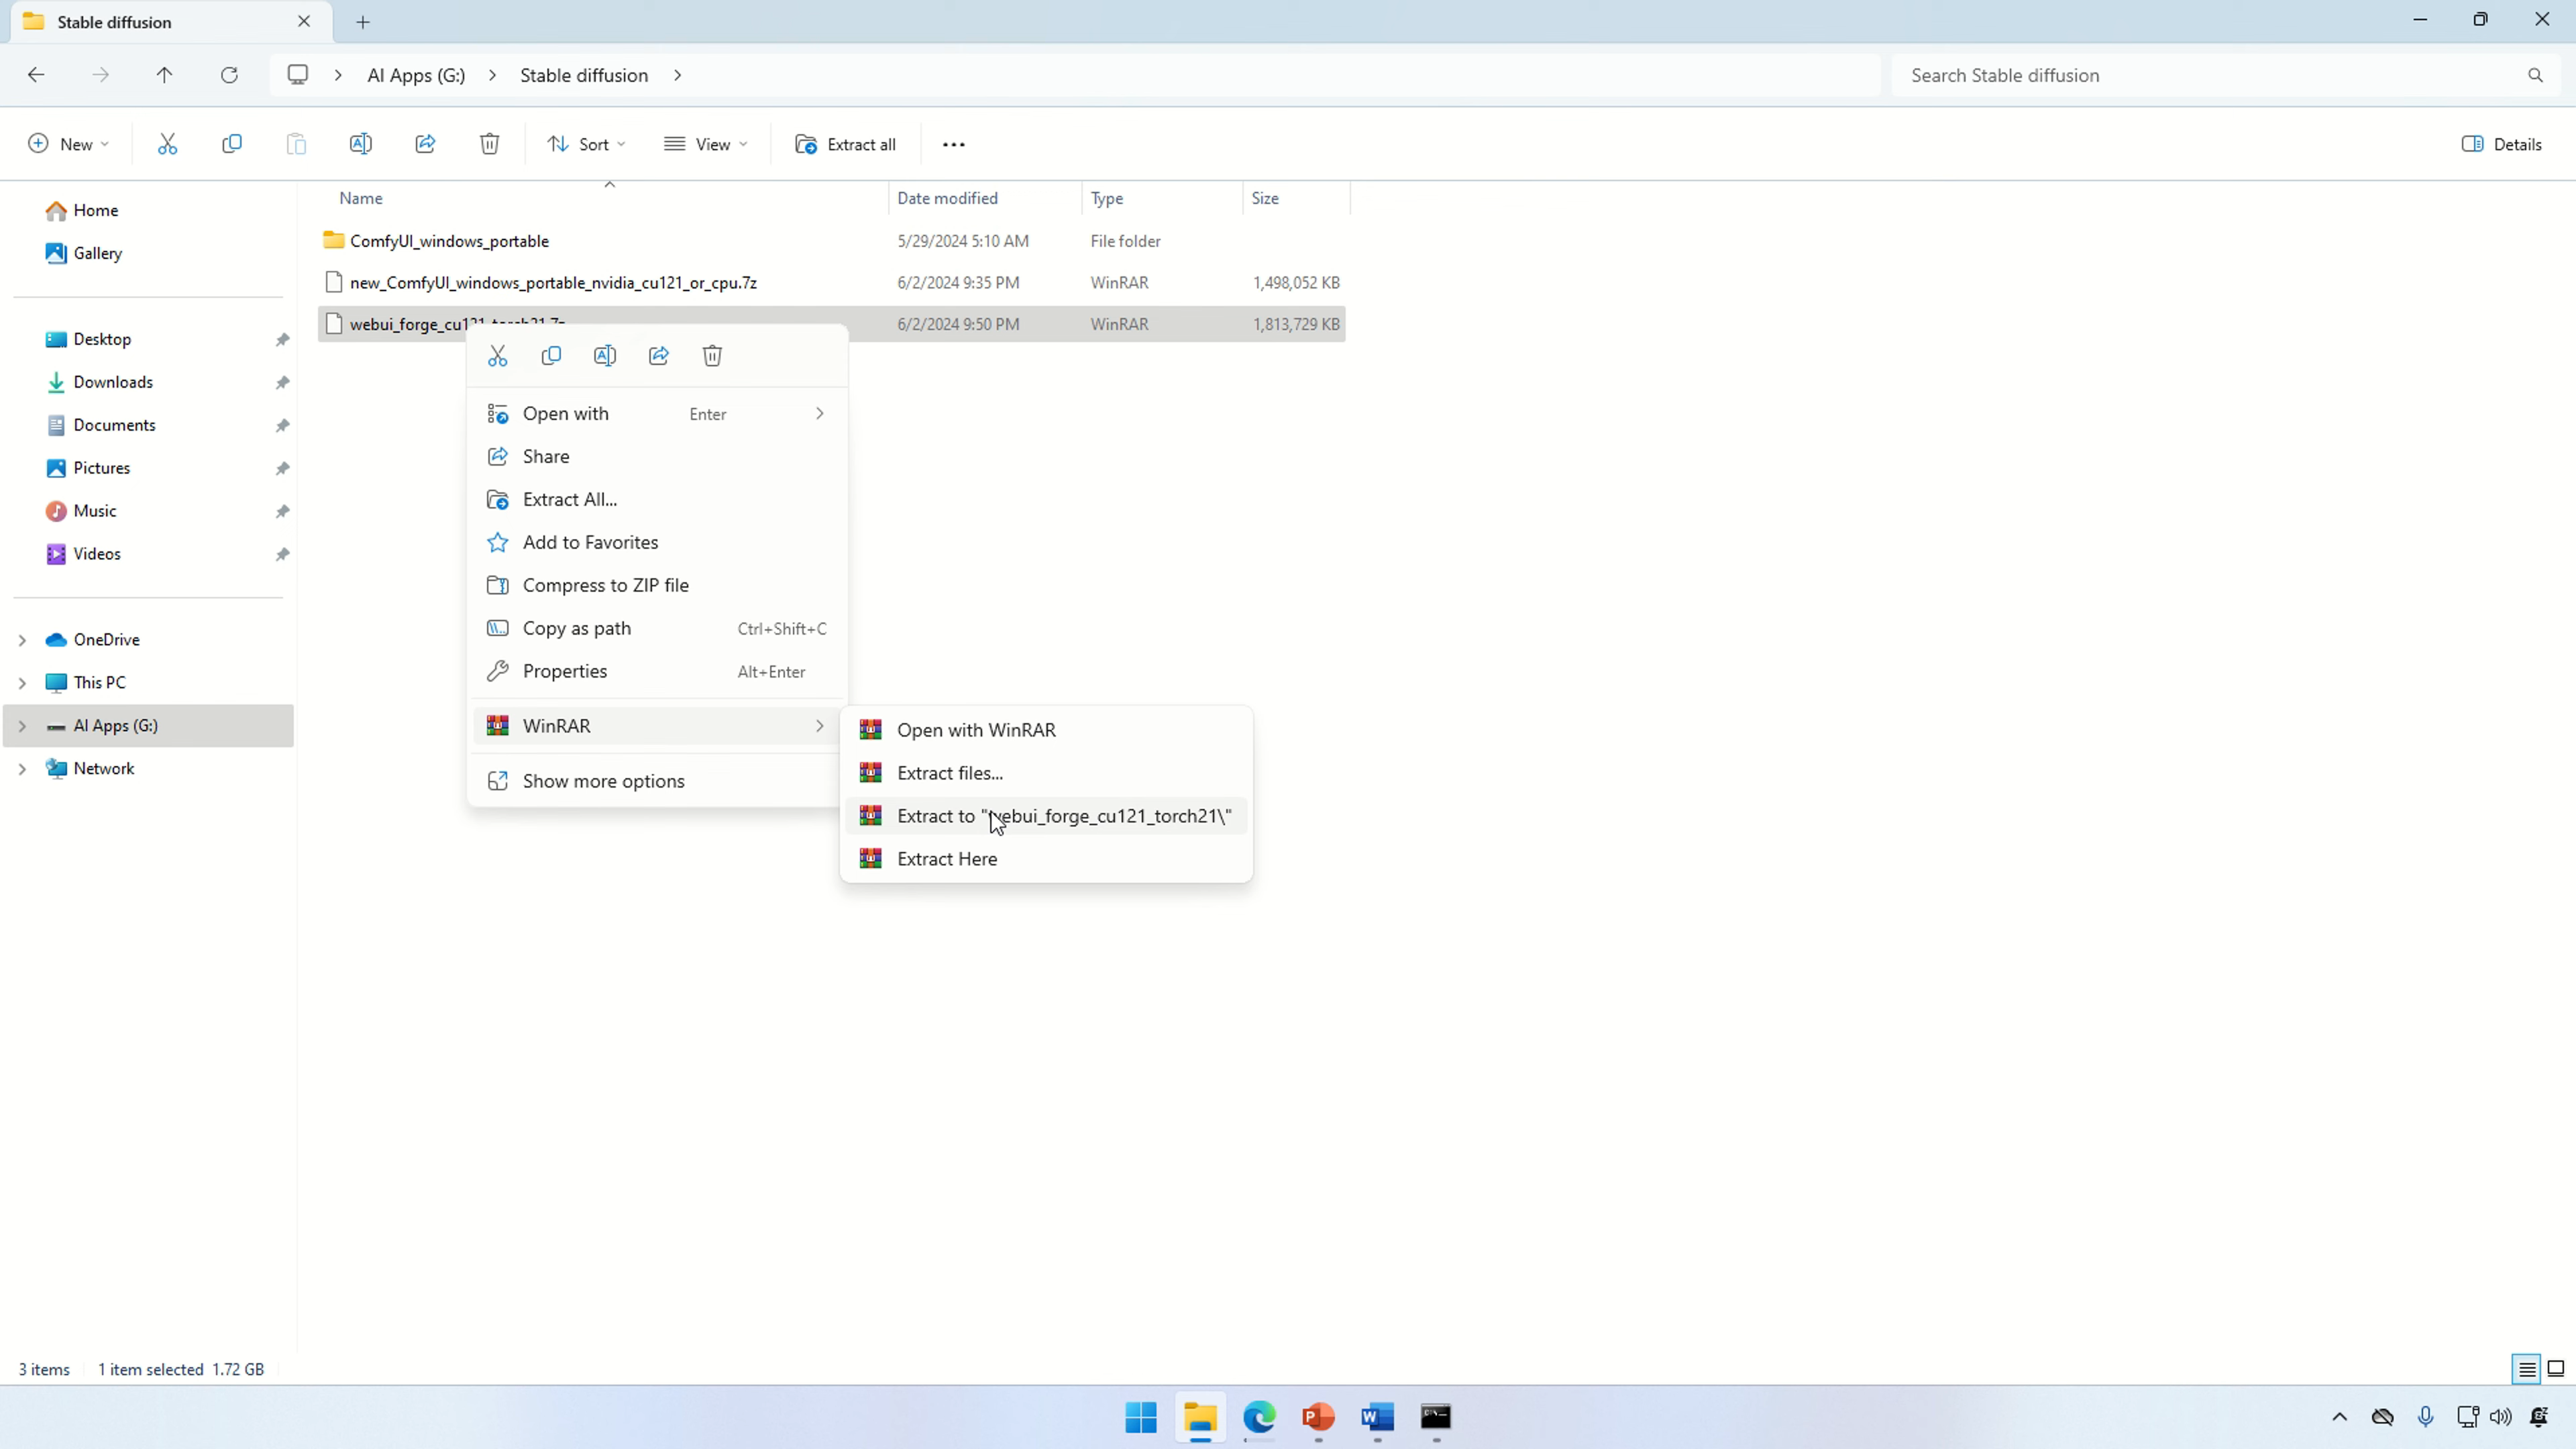 Stable diffusion
AI Apps (G:) Stable diffusion
Search Stable diffusion
New Sort View Extract all Details
Name Date modified Type Size
ComfyUI_windows_portable 5/29/2024 5:10 AM File folder
new_ComfyUI_windows_portable_nvidia_cu121_or_cpu.7z 6/2/2024 9:35 PM WinRAR 1,498,052 KB
webui_forge_cu121_torch21.7z 6/2/2024 9:50 PM WinRAR 1,813,729 KB
Home
Gallery
Desktop
Downloads
Documents
Pictures
Music
Videos
OneDrive
This PC
AI Apps (G:)
Network
Open with Enter
Share
Extract All...
Add to Favorites
Compress to ZIP file
Copy as path Ctrl+Shift+C
Properties Alt+Enter
WinRAR
Show more options
Open with WinRAR
Extract files...
Extract to "webui_forge_cu121_torch21\"
Extract Here
3 items 1 item selected 1.72 GB